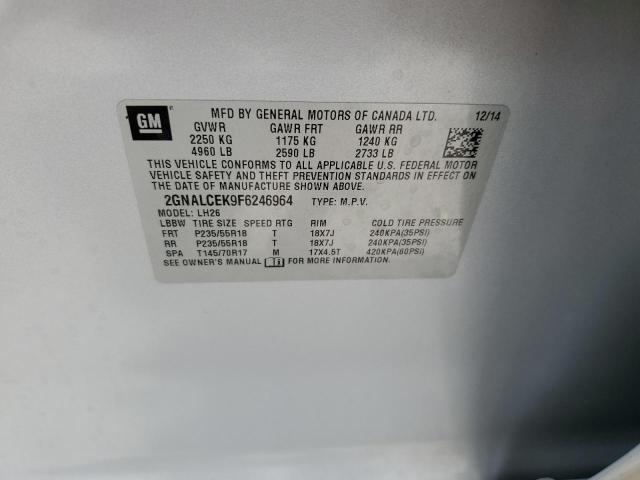 GM
MFD BY GENERAL MOTORS OF CANADA LTD. 12/14
GVWR GAWR FRT GAWR RR
2250 KG 1175 KG 1240 KG
4960 LB 2590 LB 2733 LB
THIS VEHICLE CONFORMS TO ALL APPLICABLE U.S. FEDERAL MOTOR
VEHICLE SAFETY AND THEFT PREVENTION STANDARDS IN EFFECT ON
THE DATE OF MANUFACTURE SHOWN ABOVE.
2GNALCEK9F6246964 TYPE: M.P.V.
MODEL: LH26
LBBW TIRE SIZE SPEED RTG RIM COLD TIRE PRESSURE
FRT P235/55R18 T 18X7J 240KPA(35PSI)
RR P235/55R18 T 18X7J 240KPA(35PSI)
SPA T145/70R17 M 17X4.5T 420KPA(60PSI)
SEE OWNER'S MANUAL FOR MORE INFORMATION.